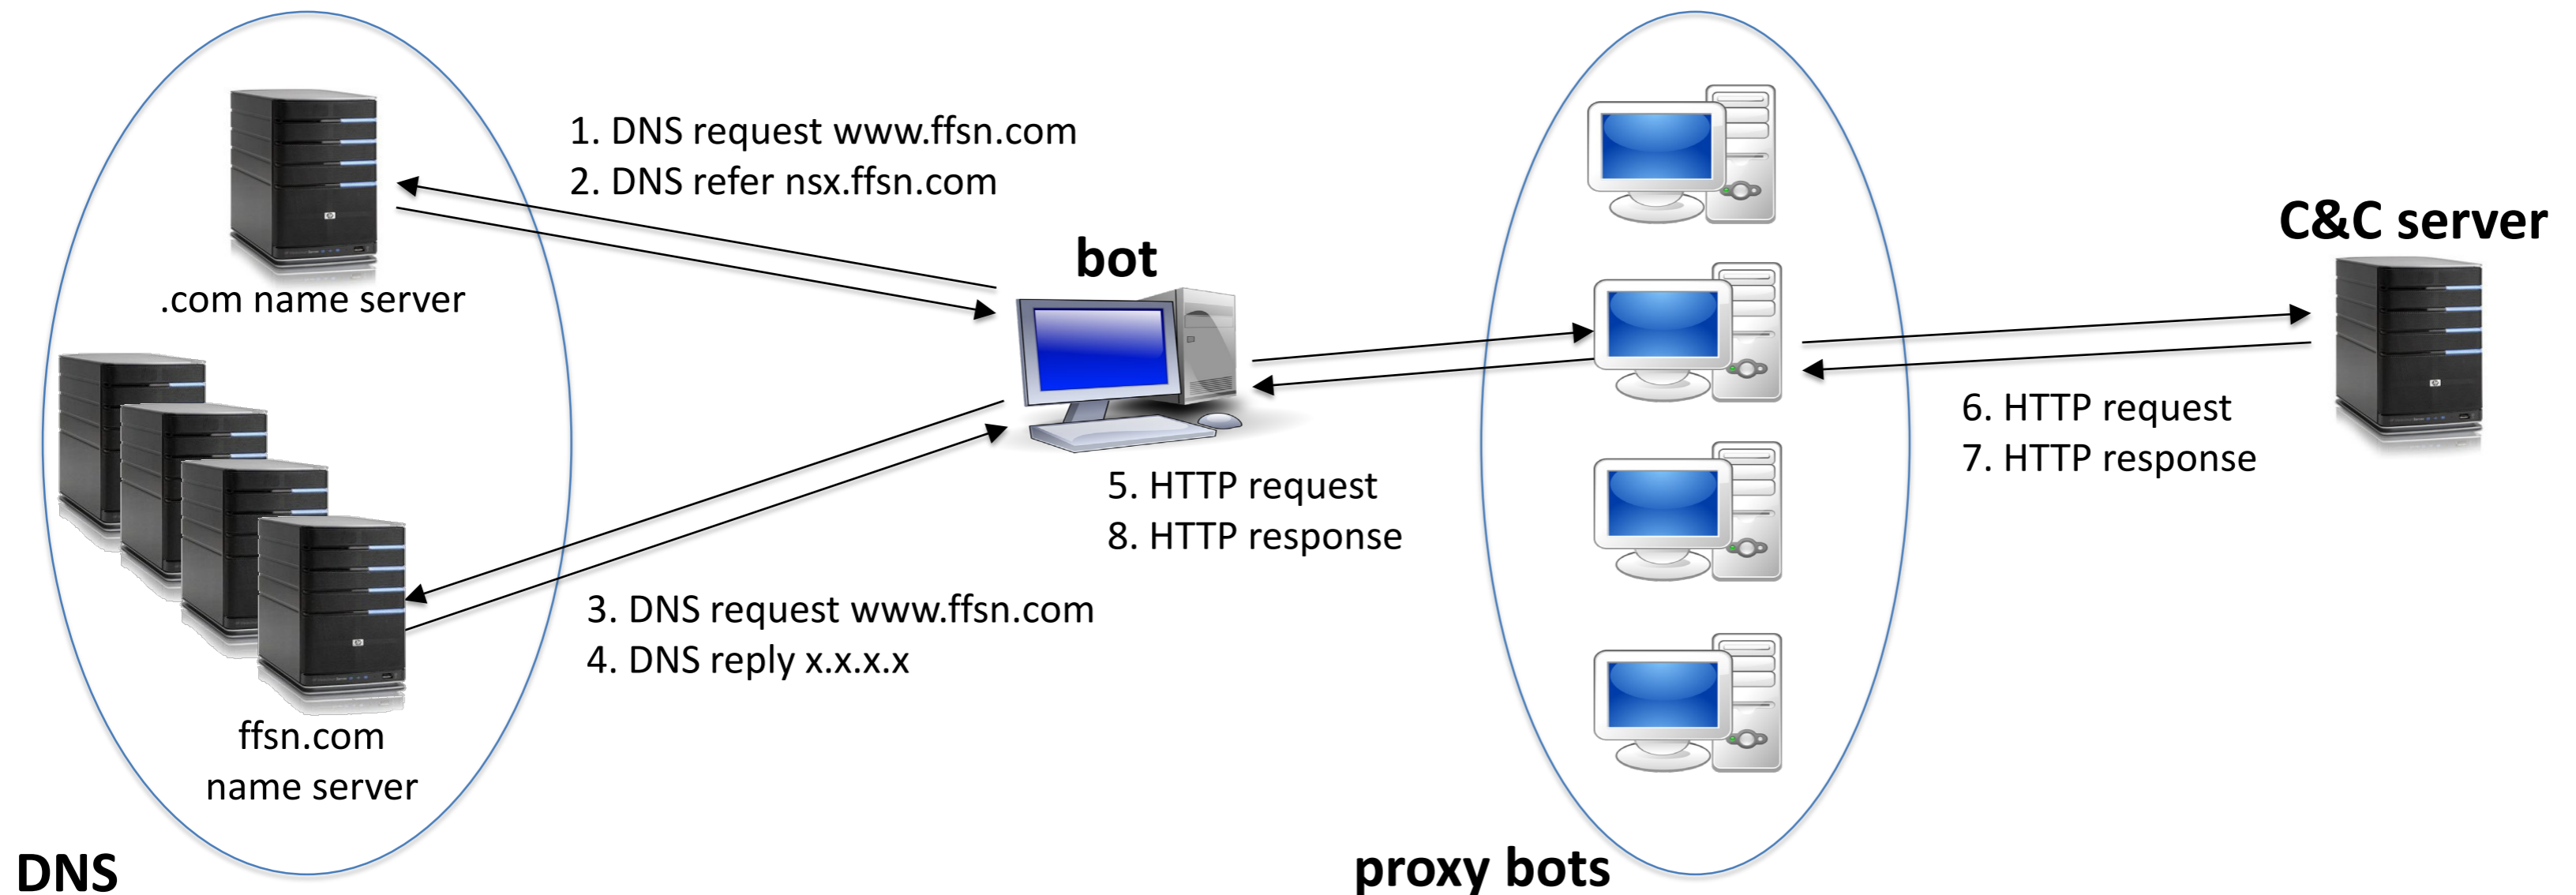 1. DNS request www.ffsn.com
2. DNS refer nsx.ffsn.com
.com name server
bot
C&C server
5. HTTP request
8. HTTP response
6. HTTP request
7. HTTP response
3. DNS request www.ffsn.com
4. DNS reply x.x.x.x
ffsn.com
name server
DNS
proxy bots